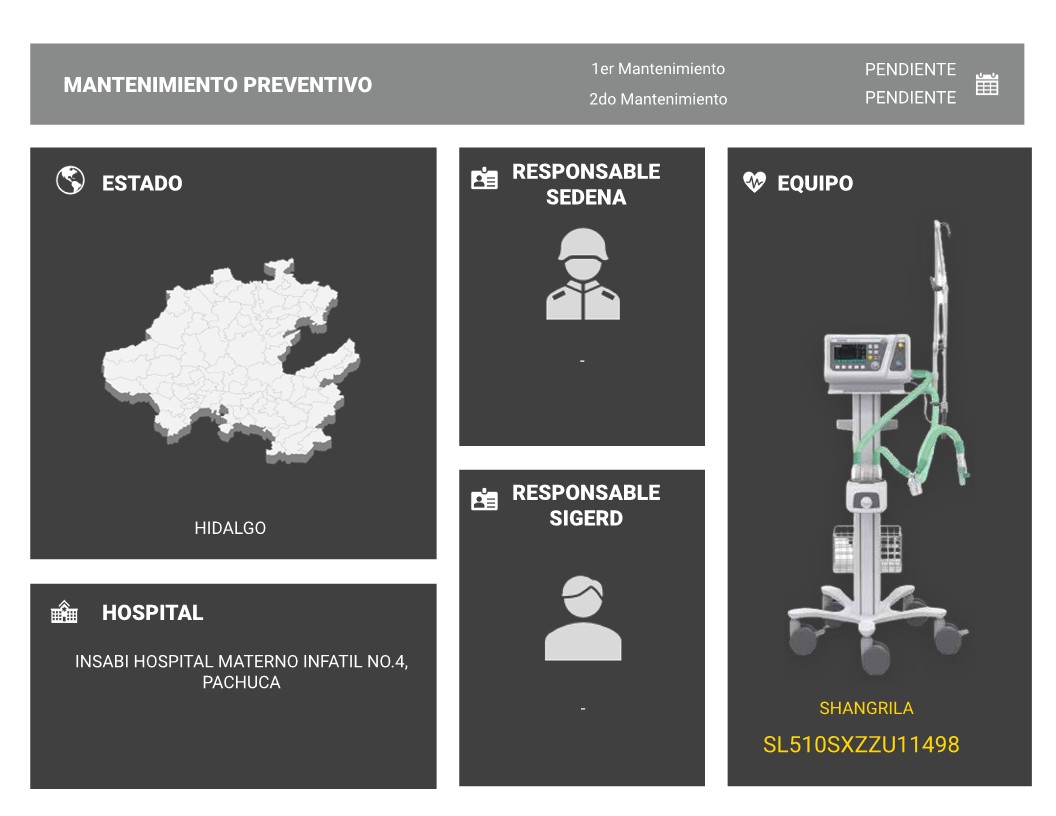 MANTENIMIENTO PREVENTIVO
1er Mantenimiento
PENDIENTE
2do Mantenimiento
PENDIENTE
ESTADO
HIDALGO
HOSPITAL
INSABI HOSPITAL MATERNO INFATIL NO.4,
PACHUCA
RESPONSABLE
SEDENA
-
RESPONSABLE
SIGERD
-
EQUIPO
SHANGRILA
SL510SXZZU11498